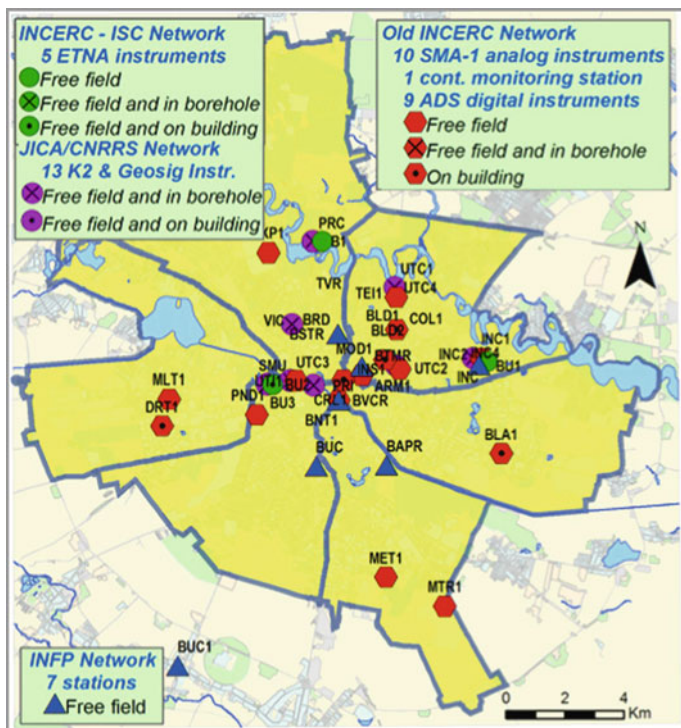 INCERC - ISC Network
5 ETNA instruments
Free field
Free field and in borehole
Free field and on building
JICA/CNRRS Network
13 K2 & Geosig Instr.
Free field and in borehole
Free field and on building
Old INCERC Network
10 SMA-1 analog instruments
1 cont. monitoring station
9 ADS digital instruments
Free field
Free field and in borehole
On building
PRC
B1
N
TVR
UTC1
TEI1 UTC4
VIC BRD
BSTR
BLD1
BLD2 COL1
MOD1
INC1
INC2 INC4
INC BU1
SMU UTC3
UTI1 BU2
BU3
PRI INS1
BTMR
UTC2
ARM1
MLT1
DRT1
PND1
CRL1 BVCR
BNT1
BUC
BAPR
BLA1
MET1
MTR1
BUC1
INFP Network
7 stations
Free field
0 2 4
Km